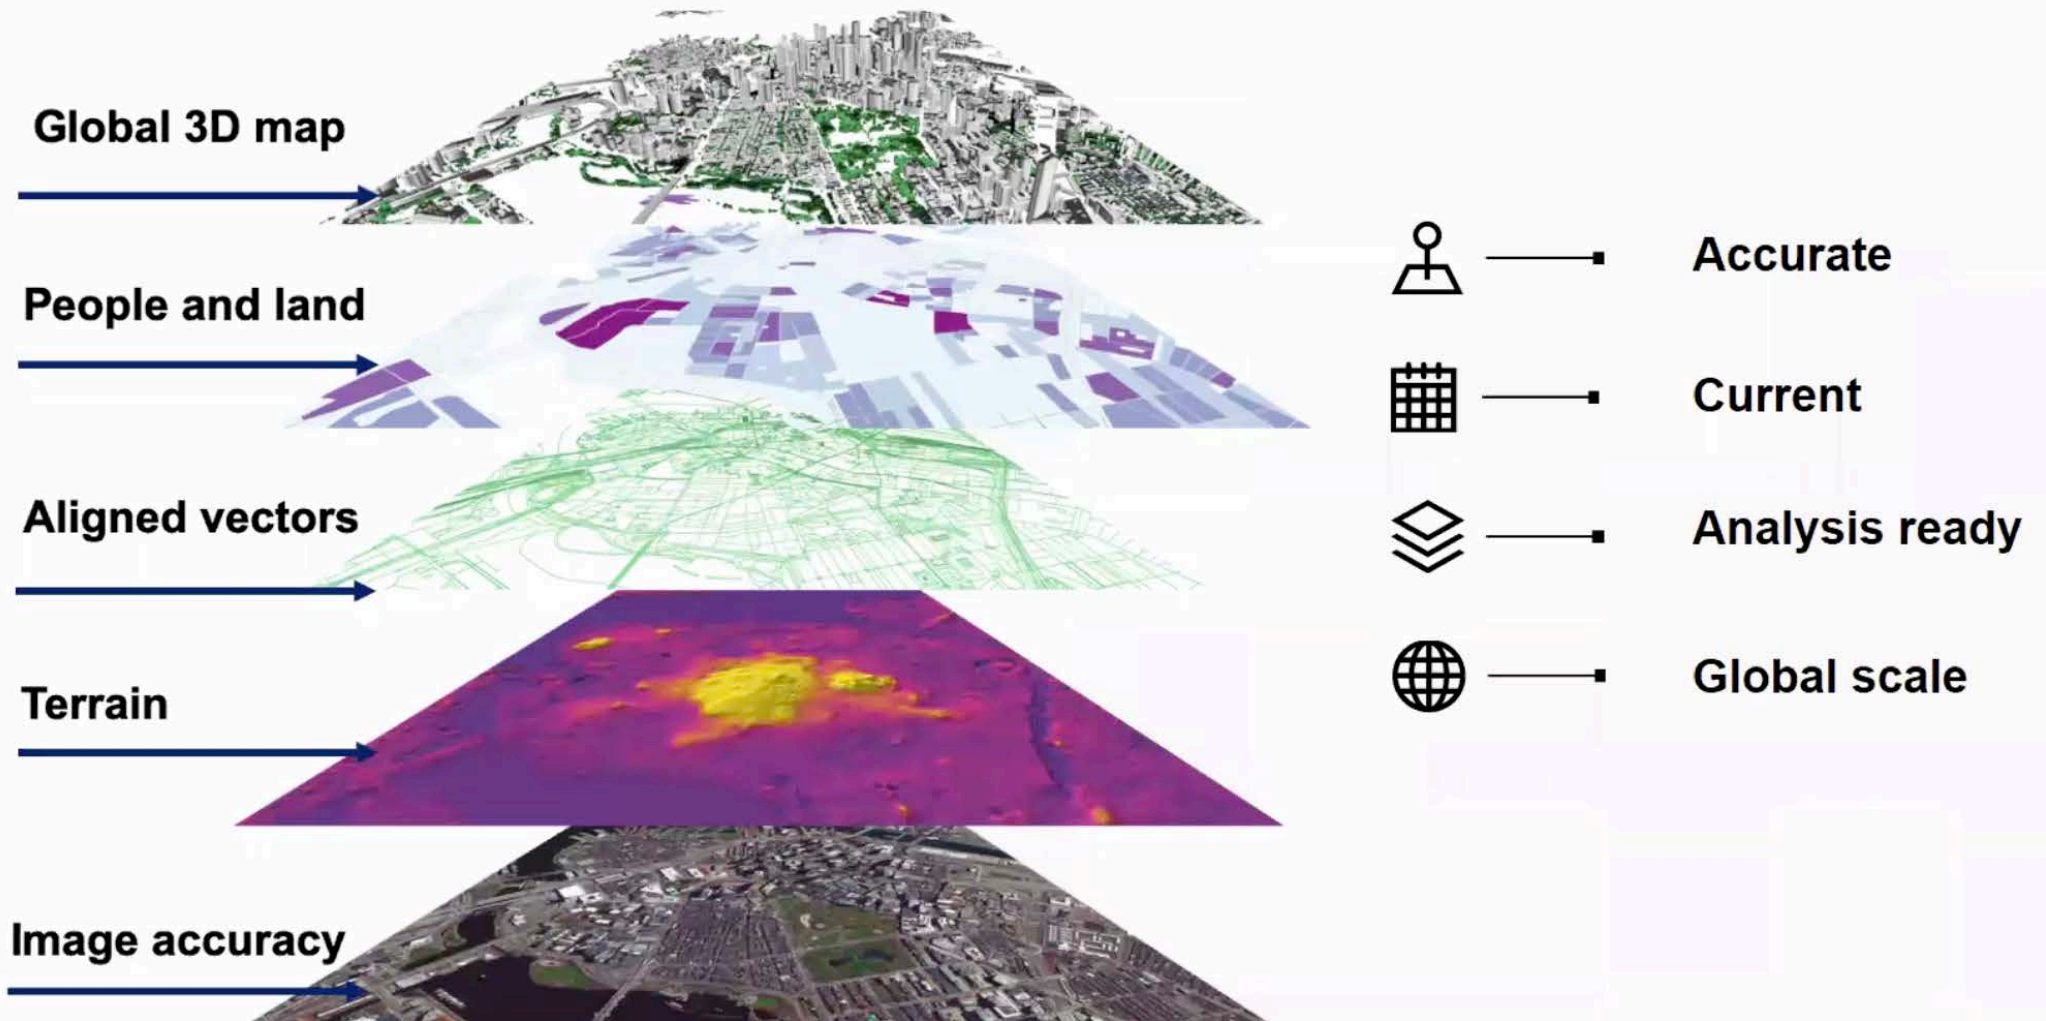 Global 3D map
People and land
Aligned vectors
Terrain
Image accuracy
Accurate
Current
Analysis ready
Global scale